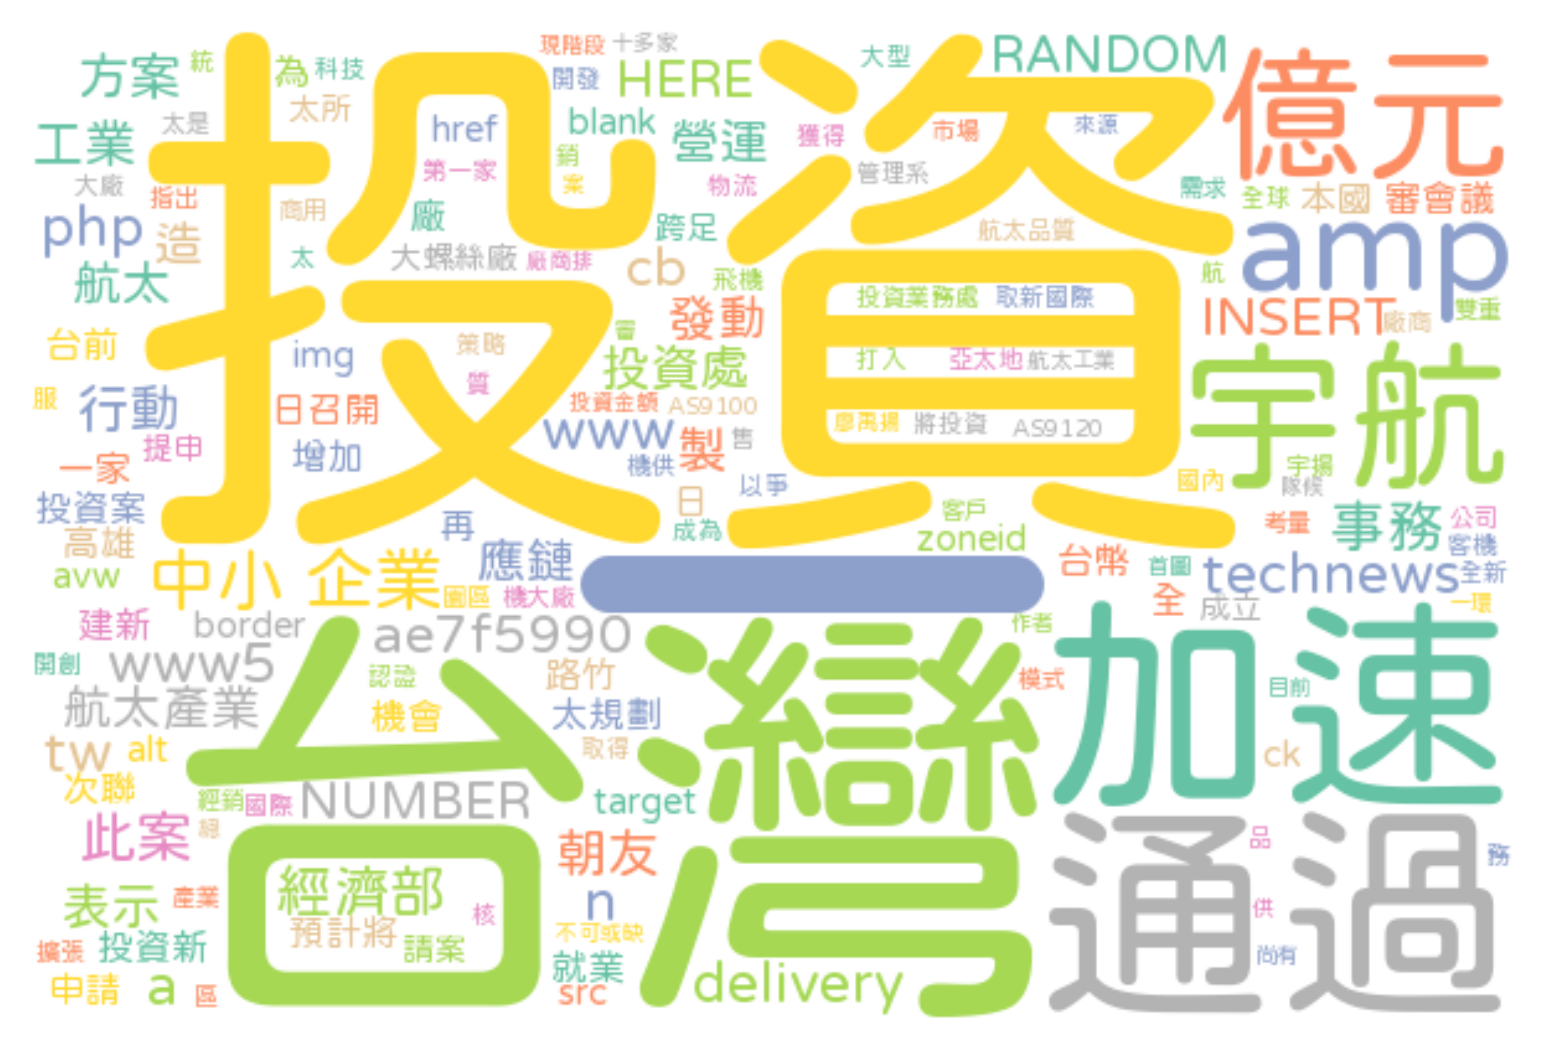 投資
台灣
一
加速
通過
億元
宇航
amp
RANDOM
HERE
方案
統
為
科技
太所
現階段
十多家
開發
大型
工業
太是
href
blank
營運
獲得
市場
來源
銷
案
第一家
物流
管理系
需求
全球
本國
審會議
大廠
指出
商用
php
造
廠
跨足
航太品質
太
大螺絲廠
廠商排
cb
飛機
航
航太
投資業務處
取新國際
INSERT
廠商
雙重
發動
台前
img
策略
質
投資處
打入
亞太地
航太工業
服
行動
日召開
投資金額
AS9100
將投資
AS9120
提申
一家
增加
www
製
售
機供
以爭
日
國內
宇揚
隊候
投資案
高雄
再
成為
客戶
zoneid
考量
事務
公司
客機
avw
中小
企業
應鏈
園區
機大廠
台幣
首圖
technews
全新
全
成立
一環
建新
border
ae7f5990
作者
開創
www5
認證
路竹
模式
目前
航太產業
機會
太規劃
取得
tw
alt
ck
次聯
經銷
國際
NUMBER
target
此案
朝友
品
務
表示
產業
經濟部
預計將
核
n
供
不可或缺
擴張
投資新
請案
就業
尚有
申請
a
區
src
delivery